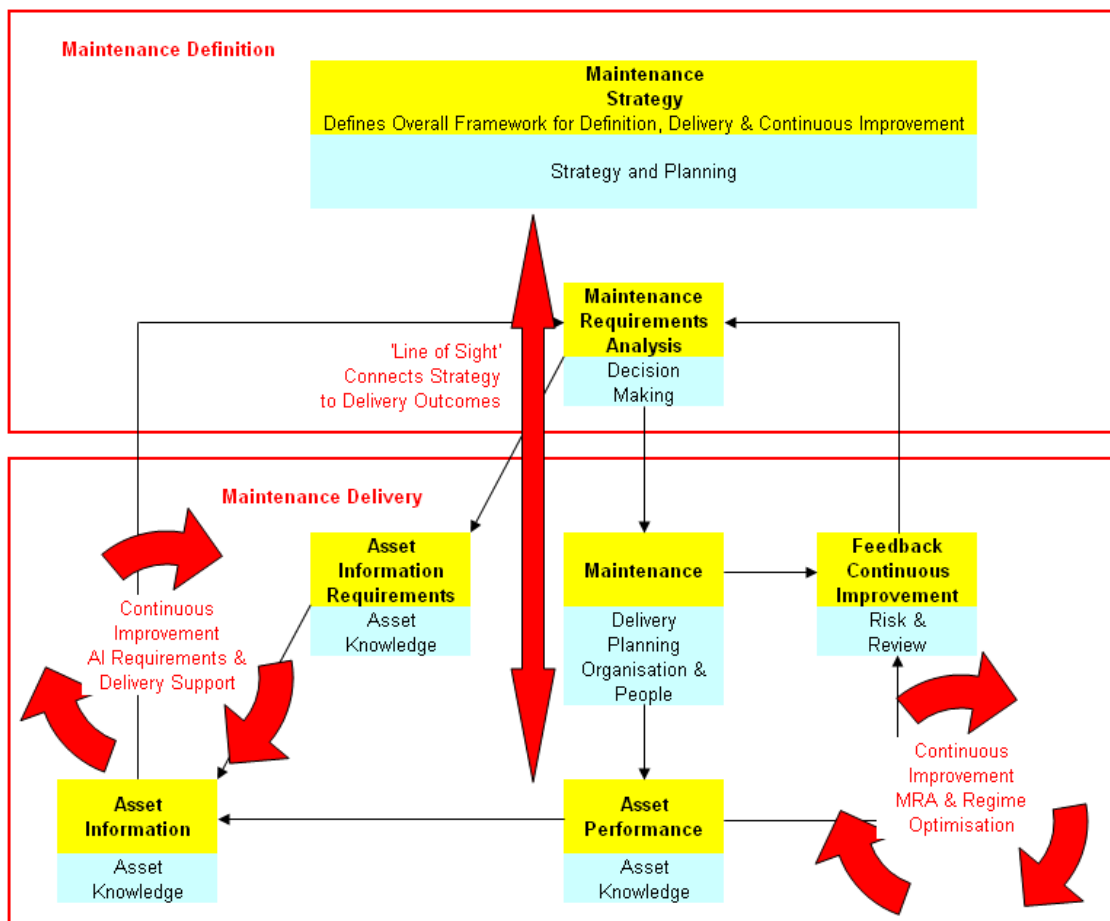 Maintenance Definition
Maintenance
Strategy
Defines Overall Framework for Definition, Delivery & Continuous Improvement
Strategy and Planning
Maintenance
Requirements
Analysis
Decision
Making
'Line of Sight'
Connects Strategy
to Delivery Outcomes
Maintenance Delivery
Asset
Information
Requirements
Asset
Knowledge
Maintenance
Delivery
Planning
Organisation &
People
Feedback
Continuous
Improvement
Risk &
Review
Continuous
Improvement
AI Requirements &
Delivery Support
Continuous
Improvement
MRA & Regime
Optimisation
Asset
Information
Asset
Knowledge
Asset
Performance
Asset
Knowledge